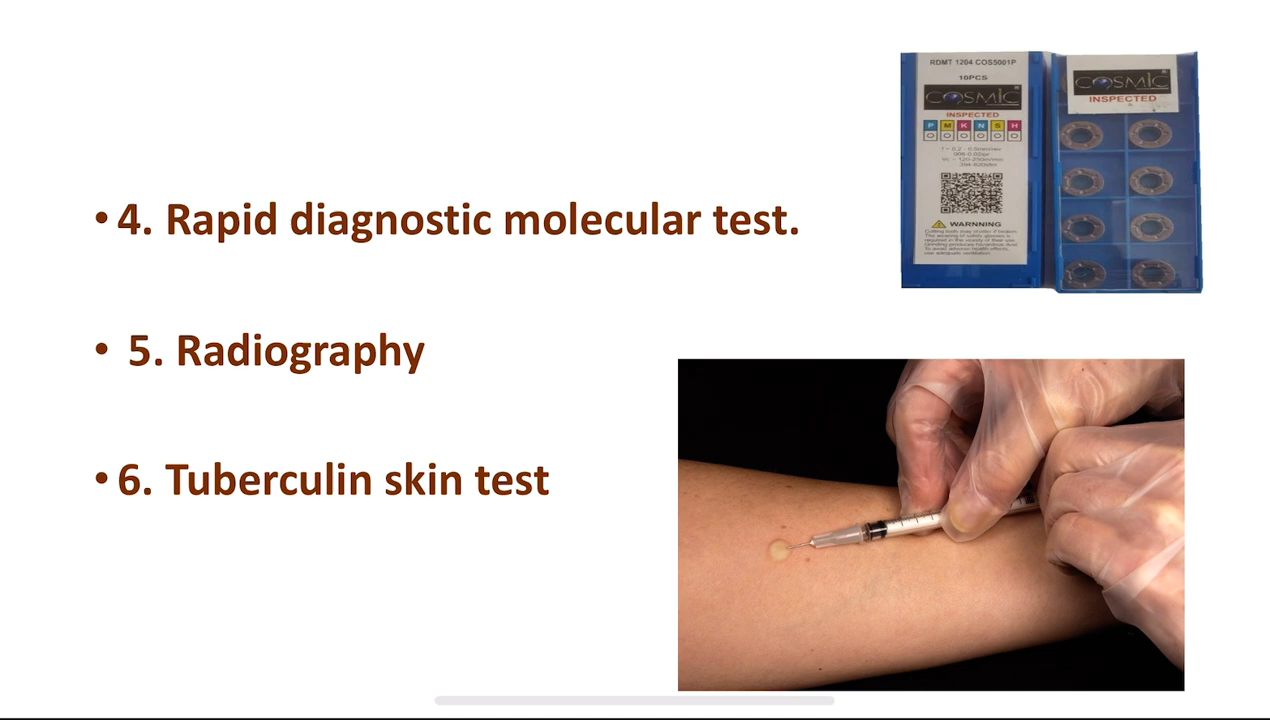 • 4. Rapid diagnostic molecular test.
• 5. Radiography
• 6. Tuberculin skin test
RDMT 1204 COS5001P
10PCS
COSMIC
INSPECTED
P M K N S H
WARNNING
COSMIC
INSPECTED